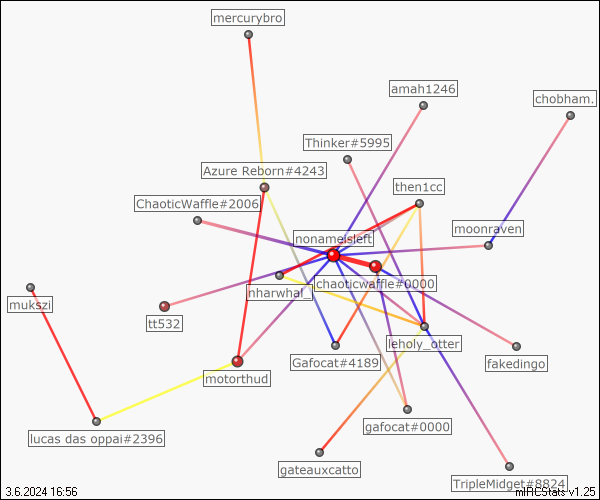 mercurybro
amah1246
chobham.
Thinker#5995
Azure Reborn#4243
then1cc
ChaoticWaffle#2006
moonraven
nonameisleft
chaoticwaffle#0000
nharwhal_
mukszi
tt532
leholy_otter
Gafocat#4189
fakedingo
motorthud
gafocat#0000
lucas das oppai#2396
gateauxcatto
TripleMidget#8824
3.6.2024 16:56
mIRCStats v1.25